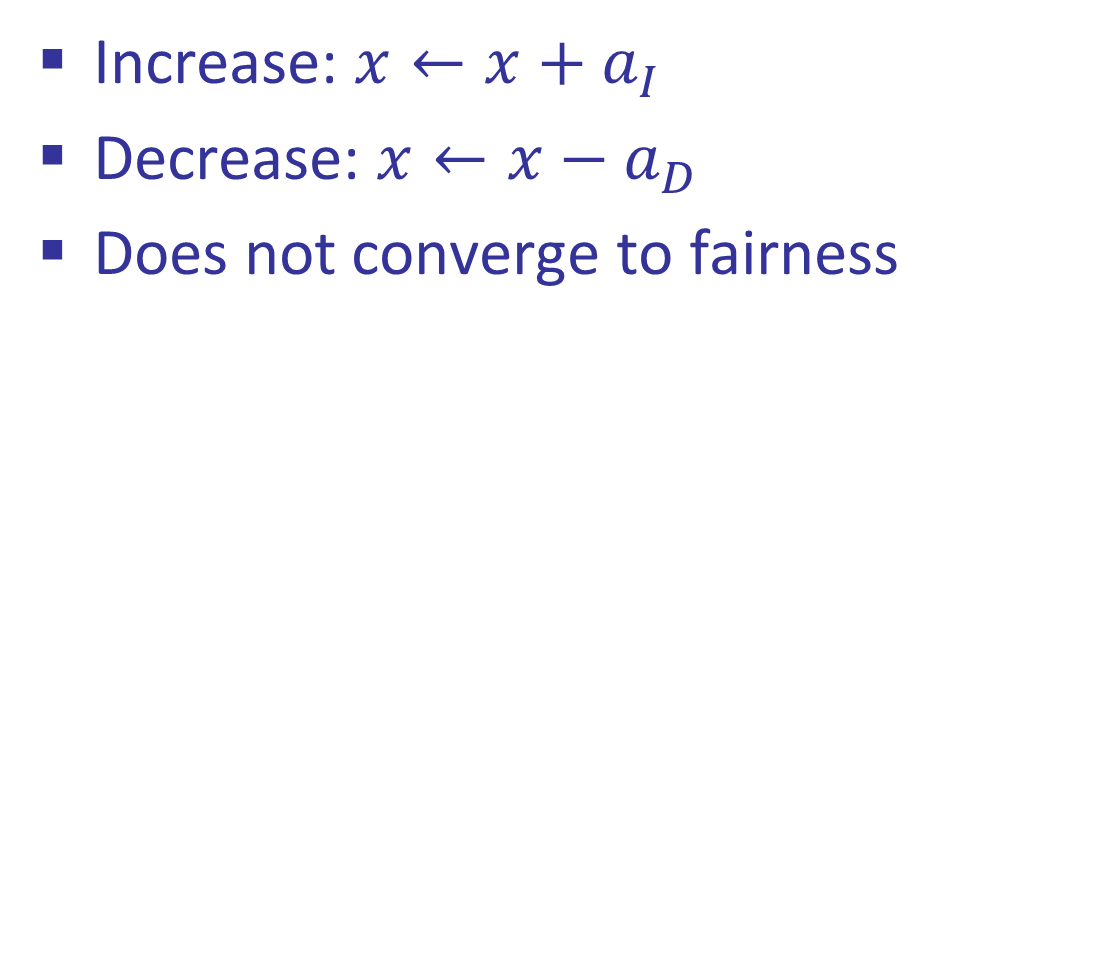 ▪ Increase: 𝑥 ← 𝑥 + 𝑎_𝐼
▪ Decrease: 𝑥 ← 𝑥 − 𝑎_𝐷
▪ Does not converge to fairness